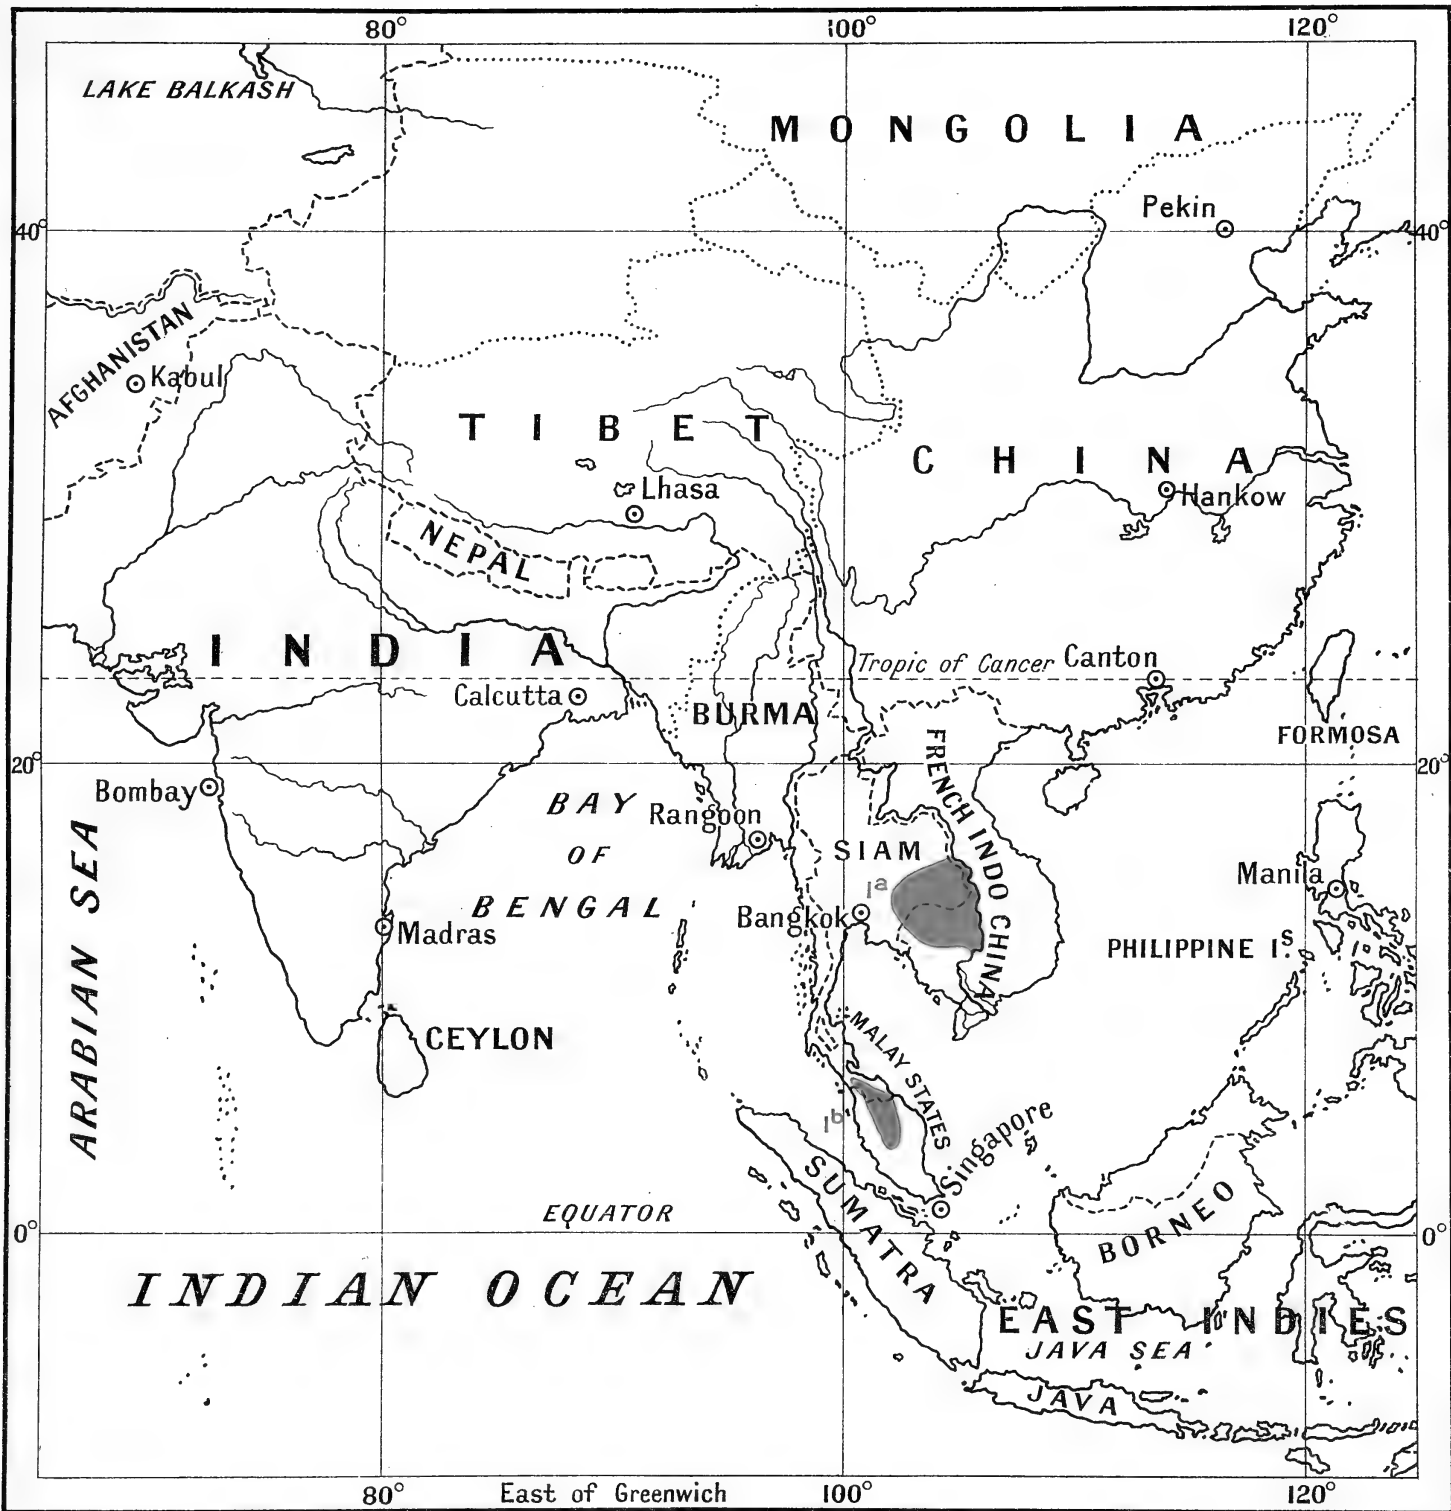 80° 100° 120°
LAKE BALKASH
MONGOLIA
Pekin
40° 40°
AFGHANISTAN
Kabul
TIBET
CHINA
Lhasa
Hankow
NEPAL
INDIA
Tropic of Cancer
Canton
Calcutta
BURMA
FORMOSA
FRENCH INDO CHINA
20° 20°
Bombay
BAY
OF
BENGAL
Rangoon
SIAM
1a
Manila
Bangkok
ARABIAN SEA
Madras
PHILIPPINE Is.
CEYLON
MALAY STATES
1b
Singapore
SUMATRA
EQUATOR
0° 0°
BORNEO
INDIAN OCEAN
EAST INDIES
JAVA SEA
JAVA
80° East of Greenwich 100° 120°